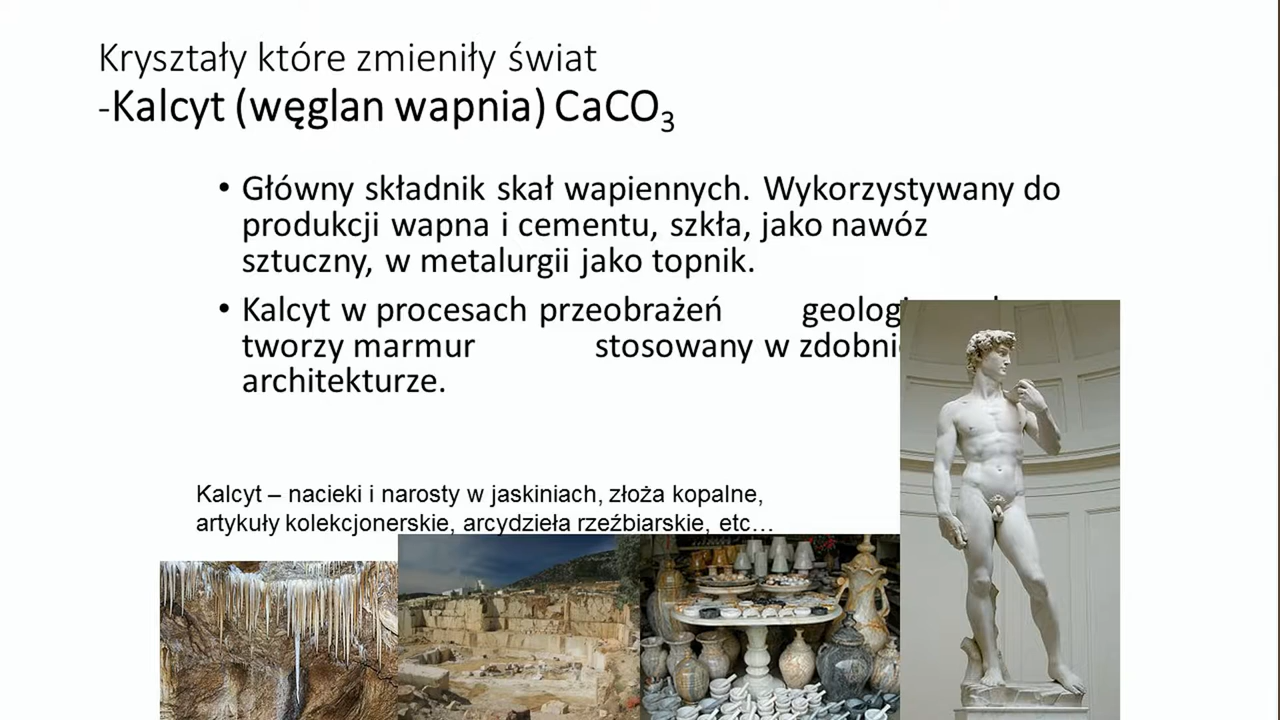 Kryształy które zmieniły świat
-Kalcyt (węglan wapnia) CaCO₃
• Główny składnik skał wapiennych. Wykorzystywany do
produkcji wapna i cementu, szkła, jako nawóz
sztuczny, w metalurgii jako topnik.
• Kalcyt w procesach przeobrażeń
tworzy marmur stosowany w
architekturze.
Kalcyt – nacieki i narosty w jaskiniach, złoża kopalne,
artykuły kolekcjonerskie, arcydzieła rzeźbiarskie, etc…